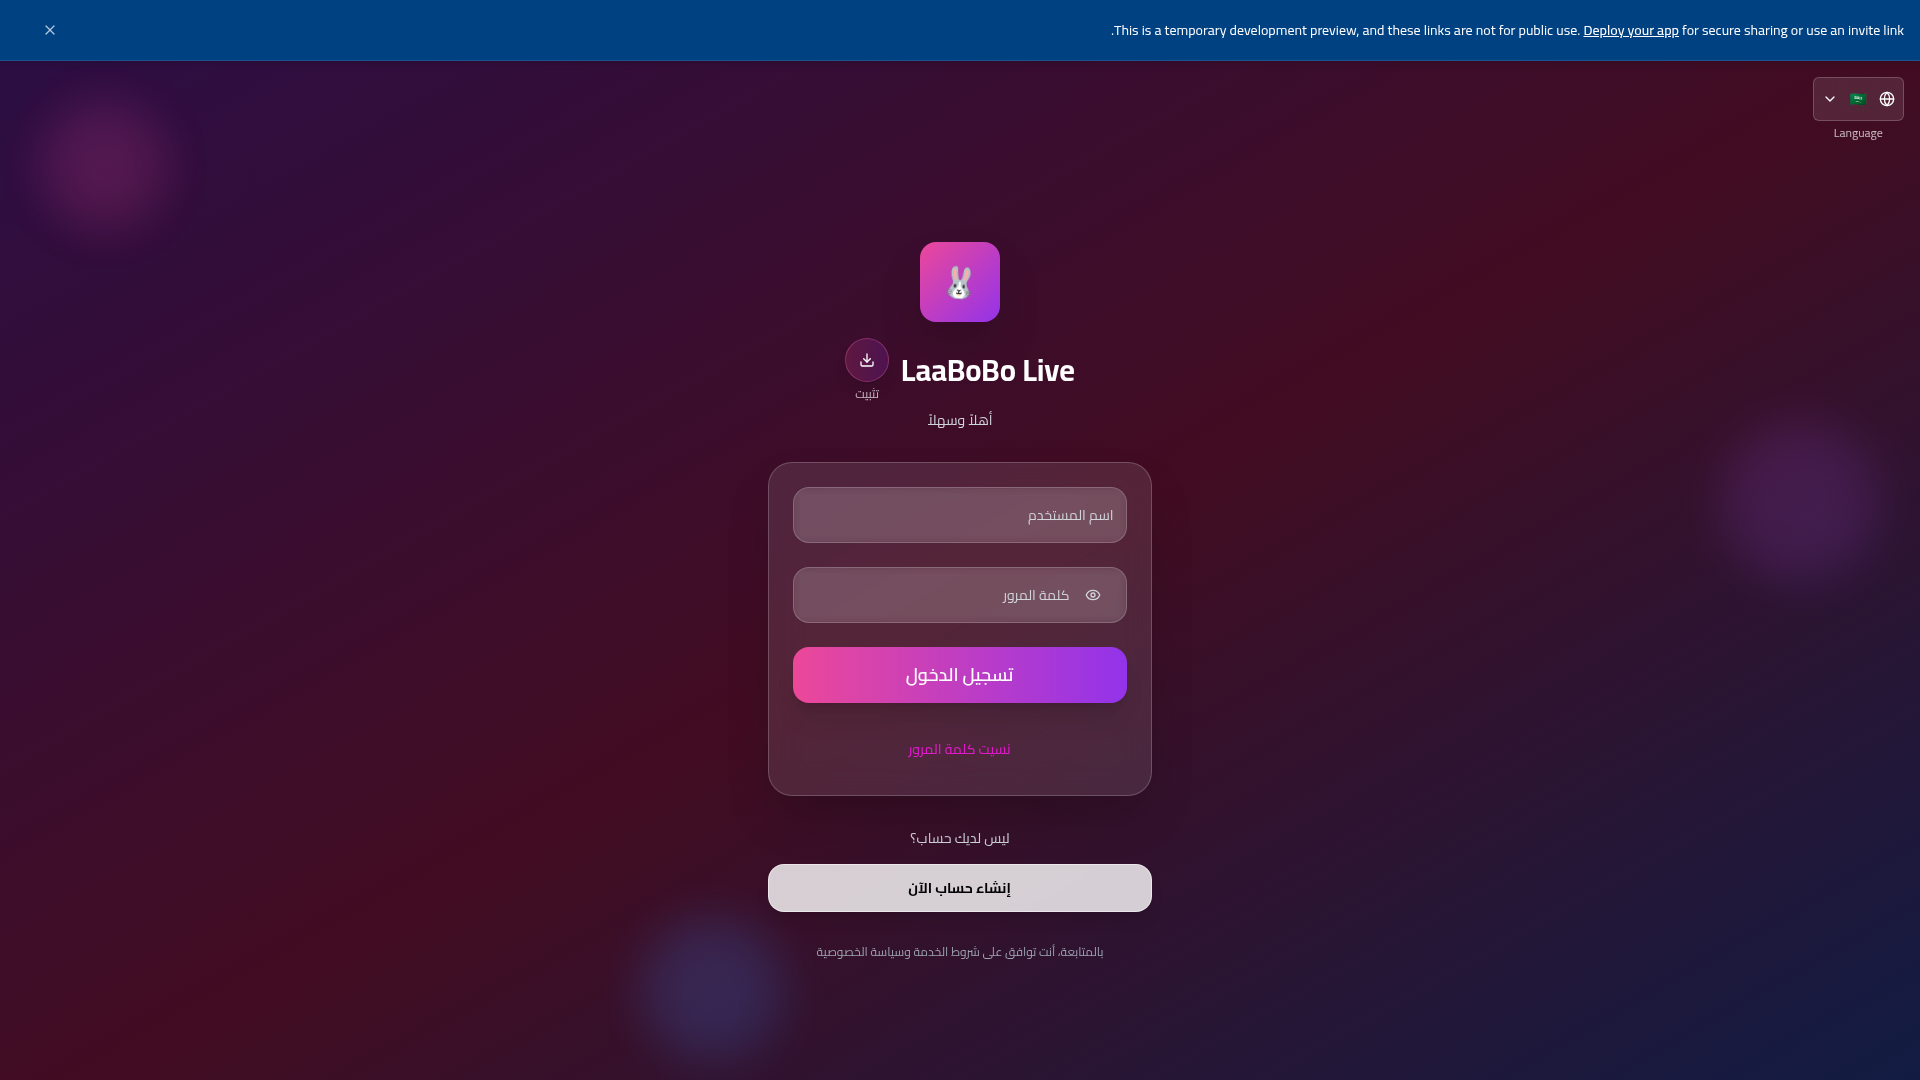 This is a temporary development preview, and these links are not for public use. Deploy your app for secure sharing or use an invite link.
Language
LaaBoBo Live
تثبيت
أهلاً وسهلاً
اسم المستخدم
كلمة المرور
تسجيل الدخول
نسيت كلمة المرور
ليس لديك حساب؟
إنشاء حساب الآن
بالمتابعة، أنت توافق على شروط الخدمة وسياسة الخصوصية